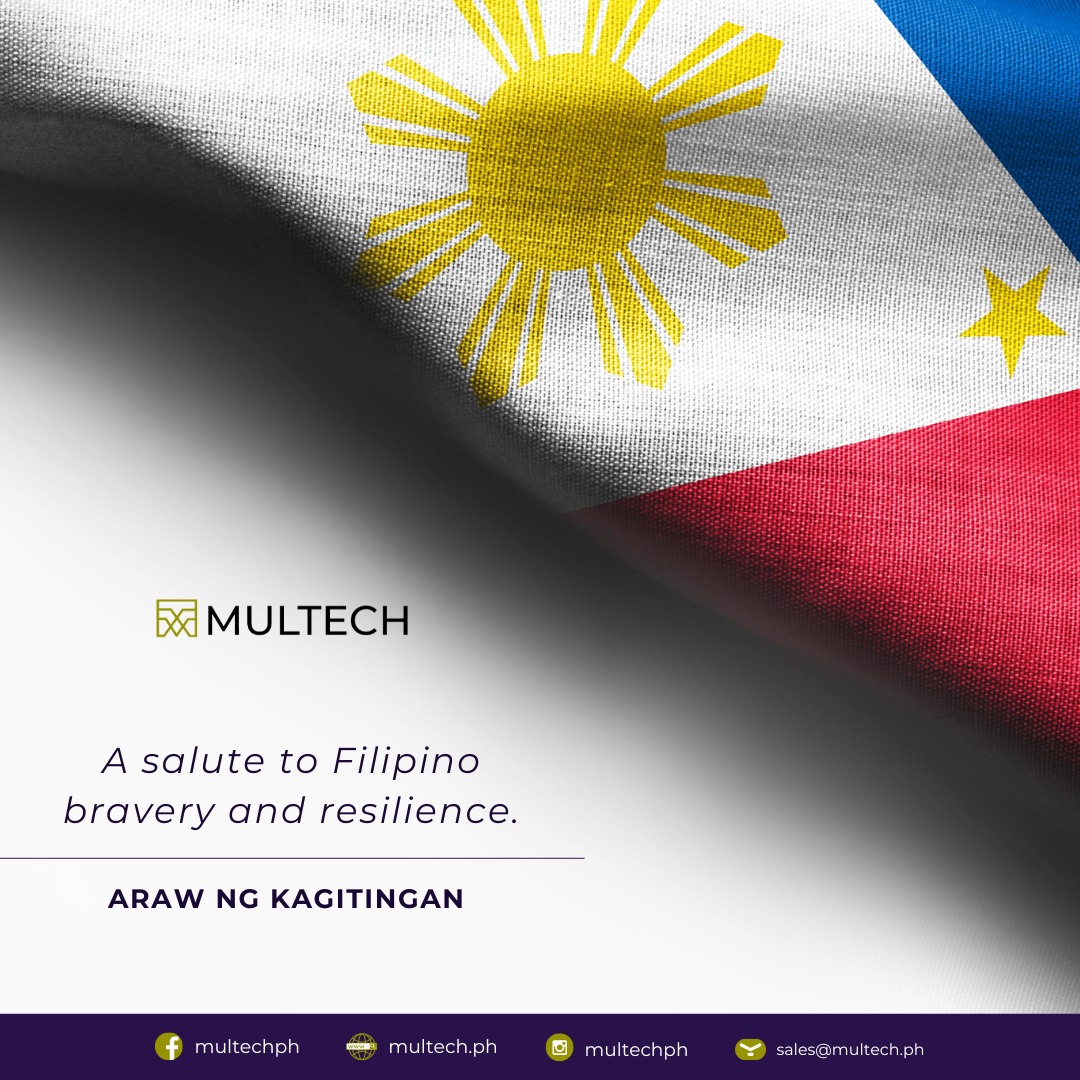 MULTECH
A salute to Filipino
bravery and resilience.
ARAW NG KAGITINGAN
multechph
multech.ph
multechph
sales@multech.ph